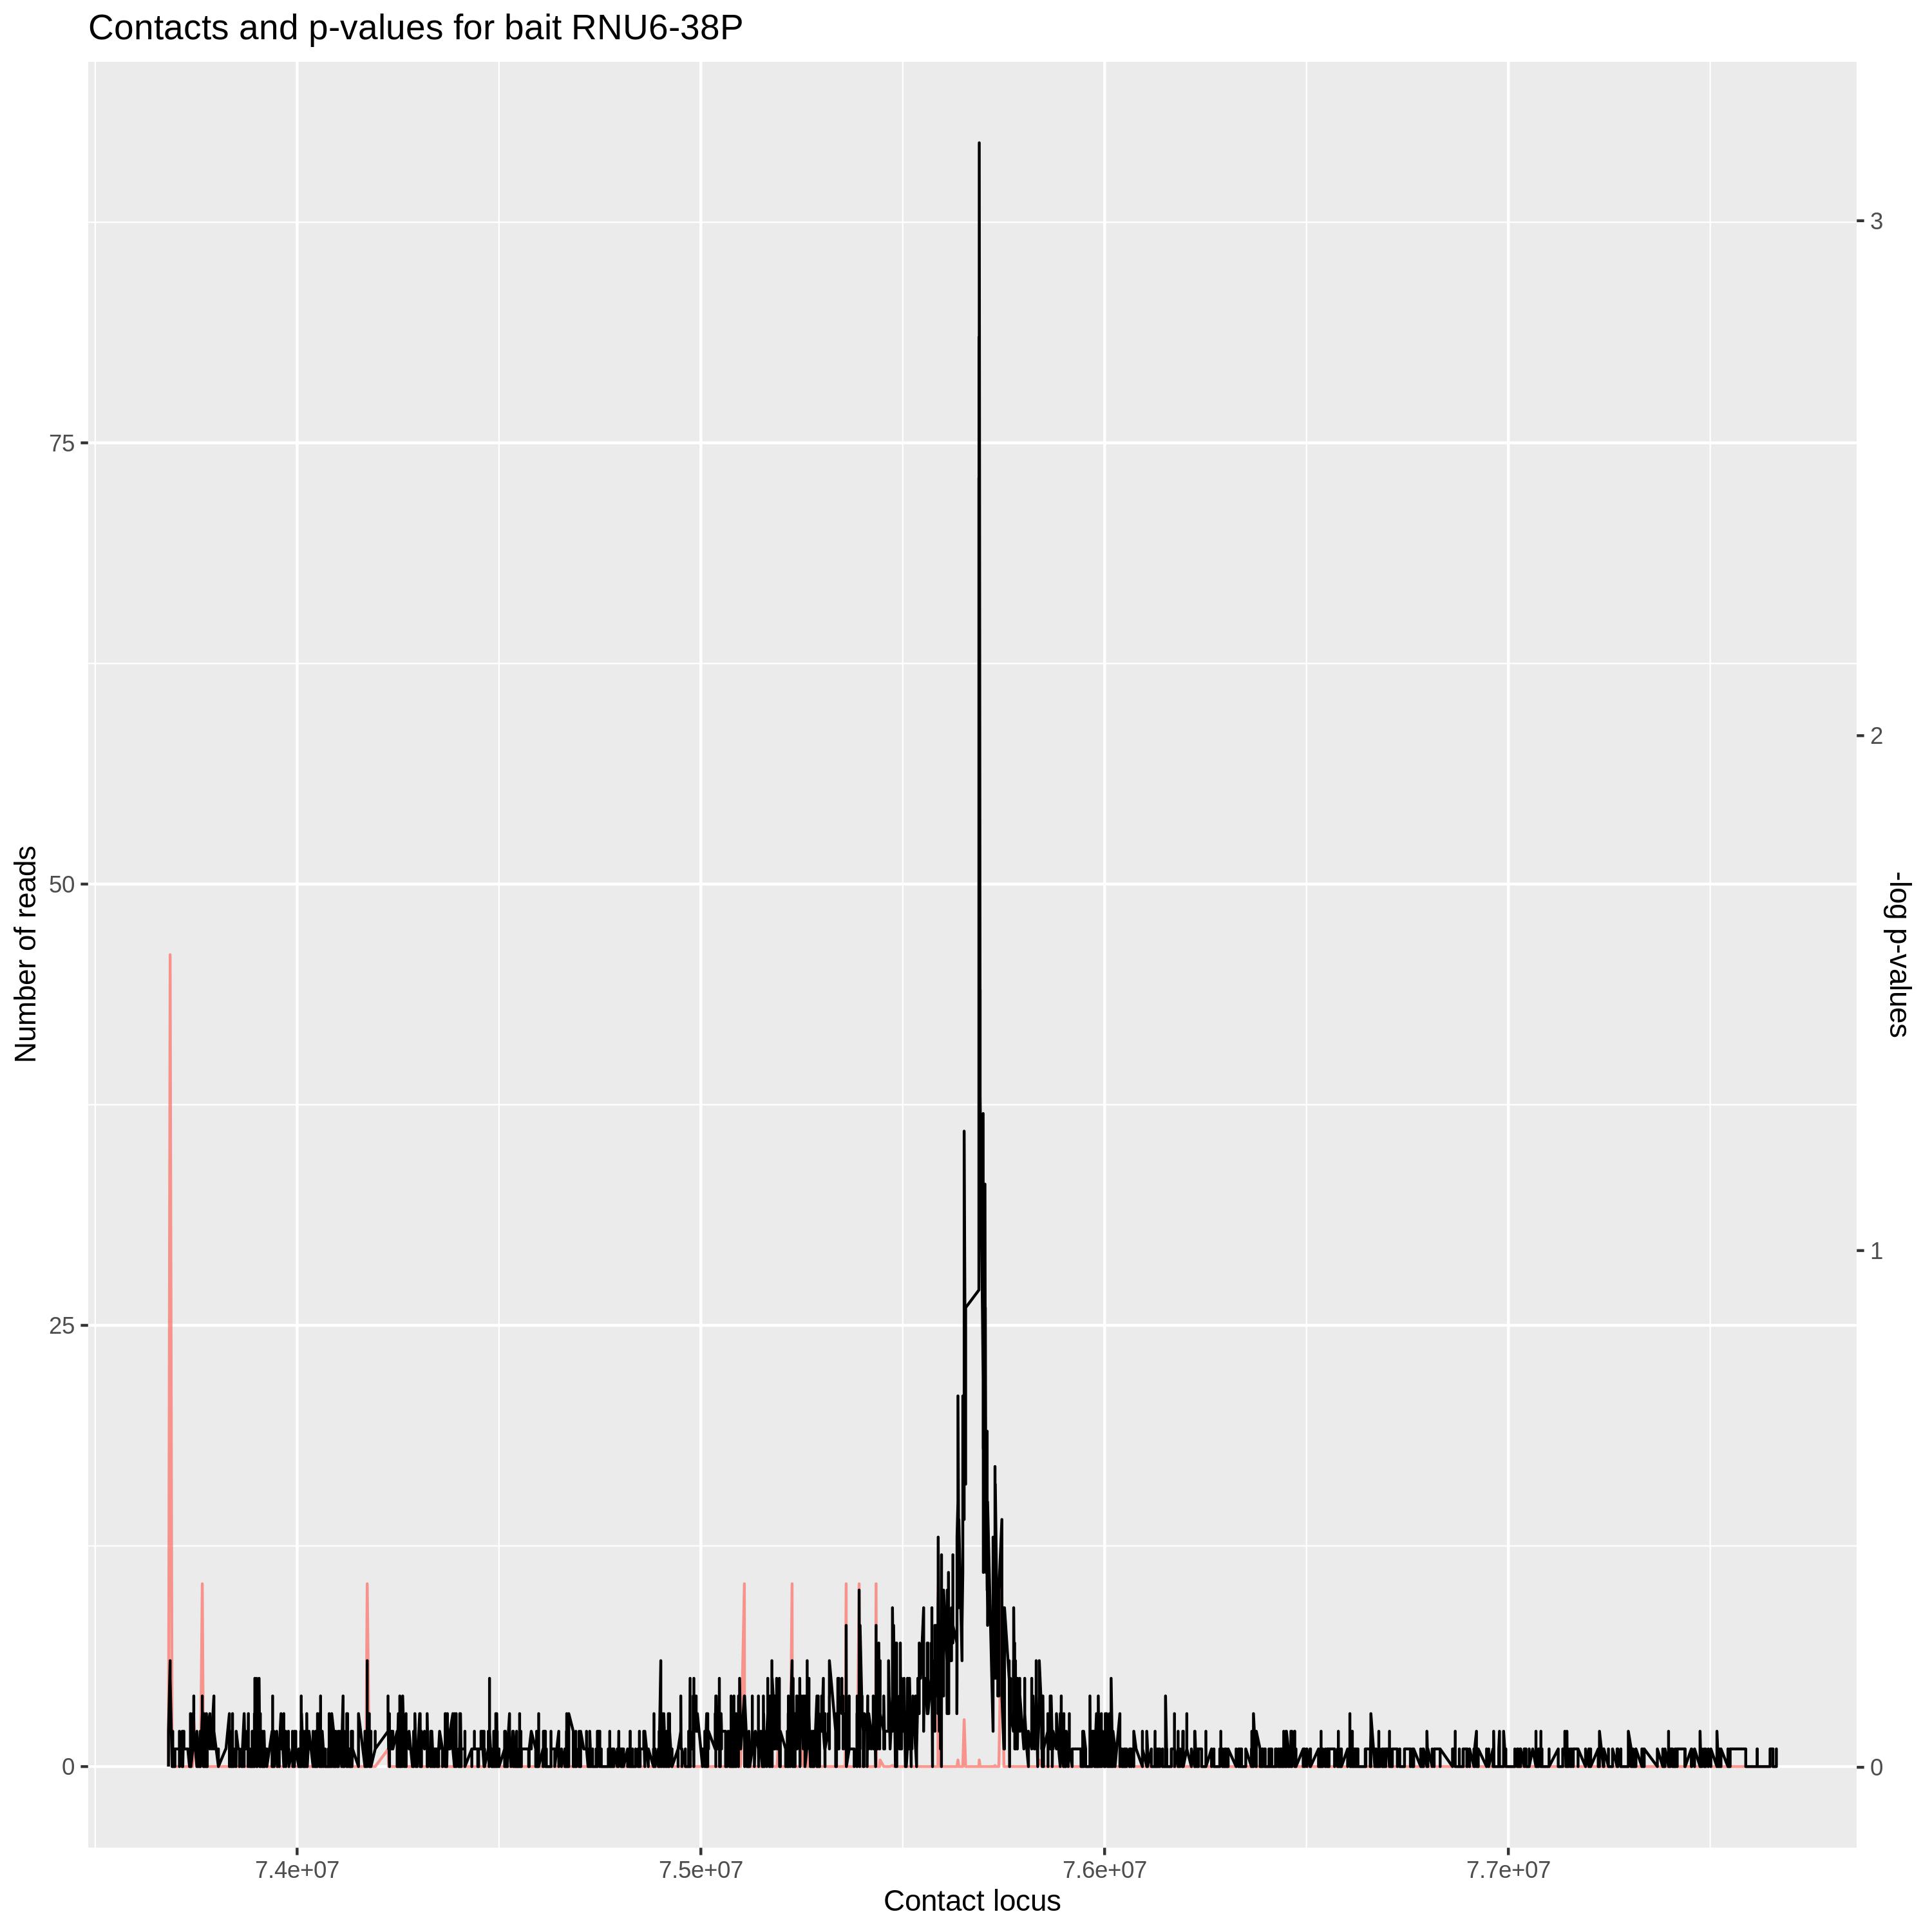 Contacts and p-values for bait RNU6-38P
3
75
2
50
Number of reads
-log p-values
1
25
0
0
7.4e+07
7.5e+07
7.6e+07
7.7e+07
Contact locus